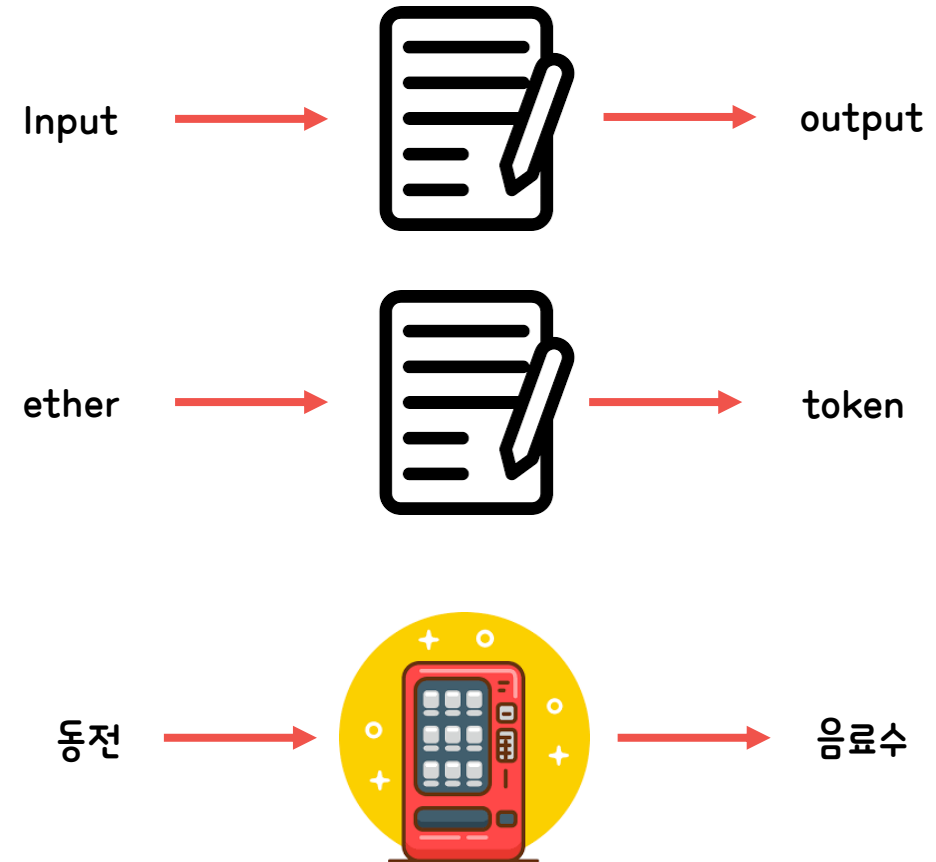 Input
output
ether
token
동전
음료수